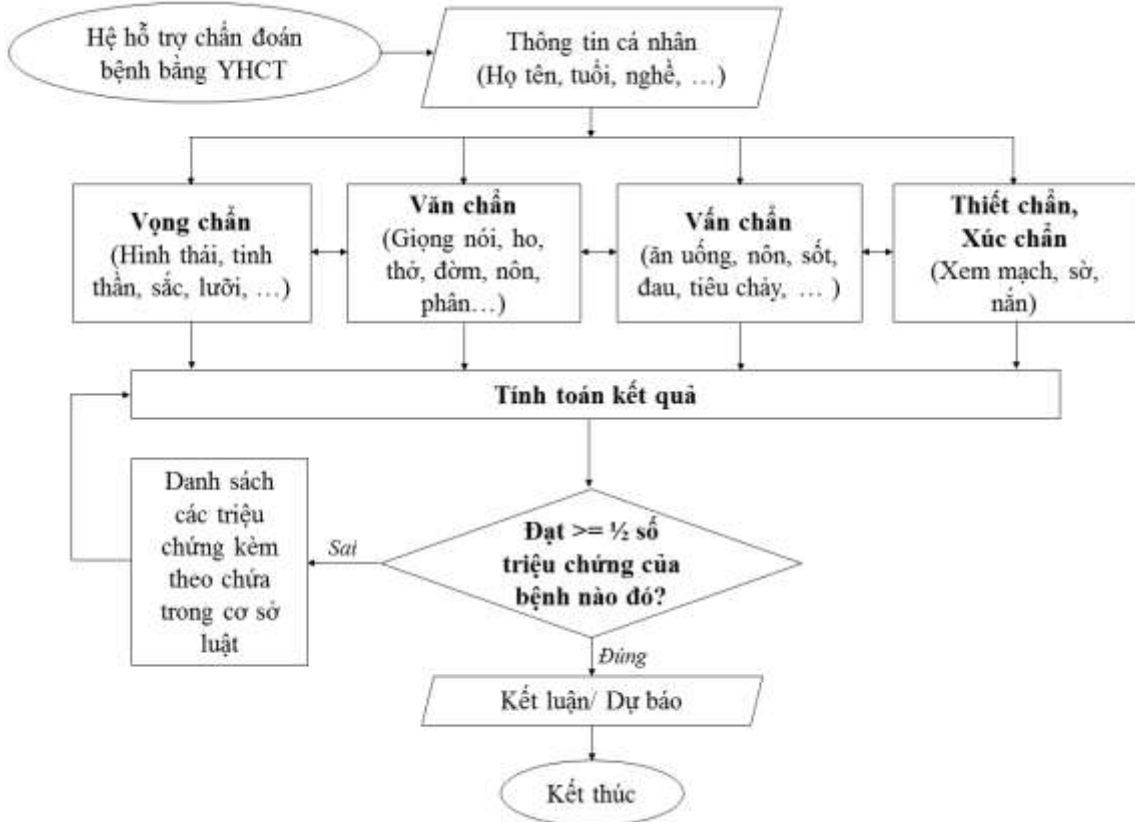 Hệ hỗ trợ chẩn đoán
bệnh bằng YHCT
Thông tin cá nhân
(Họ tên, tuổi, nghề, …)
Vọng chẩn
(Hình thái, tinh
thần, sắc, lưỡi, …)
Văn chẩn
(Giọng nói, ho,
thở, đờm, nôn,
phân…)
Vấn chẩn
(ăn uống, nôn, sốt,
đau, tiêu chảy, … )
Thiết chẩn,
Xúc chẩn
(Xem mạch, sờ,
nắn)
Tính toán kết quả
Danh sách
các triệu
chứng kèm
theo chứa
trong cơ sở
luật
Sai
Đạt >= ½ số
triệu chứng của
bệnh nào đó?
Đúng
Kết luận/ Dự báo
Kết thúc